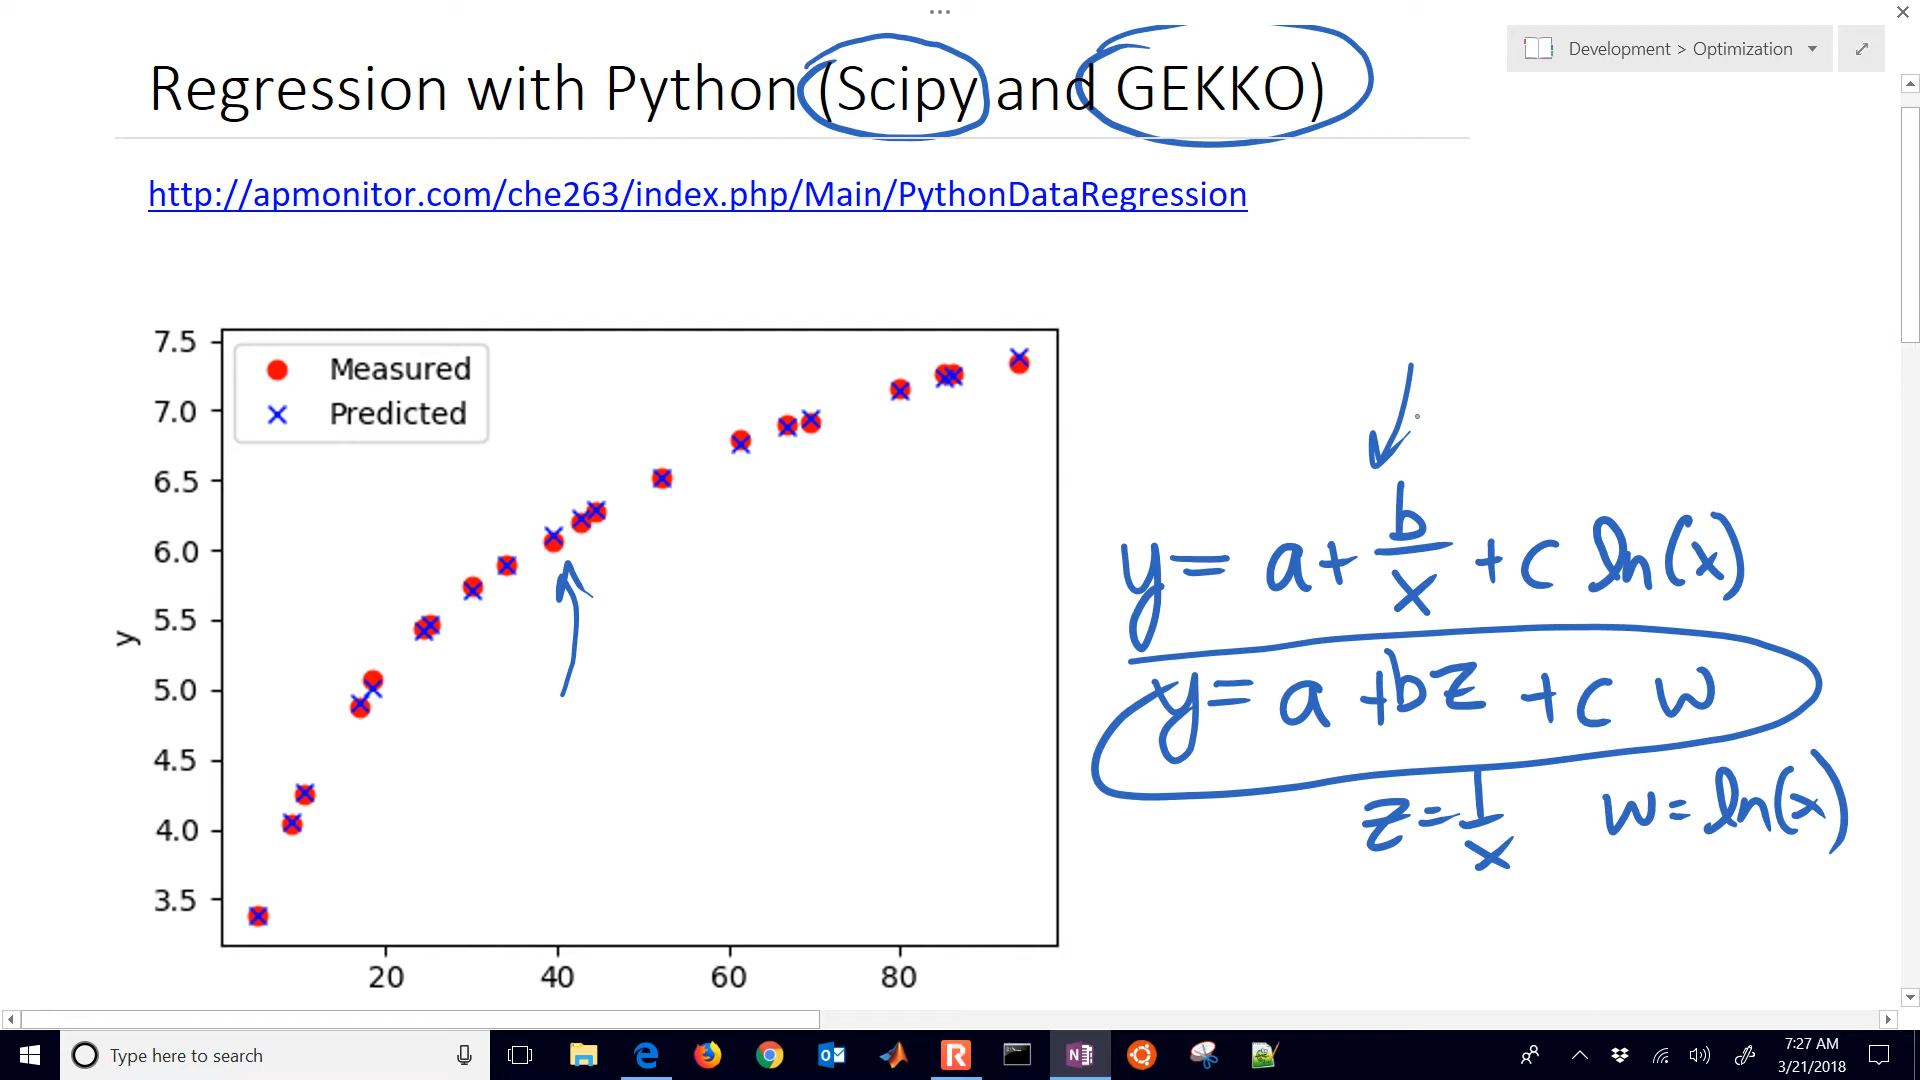 ...
Development > Optimization
Regression with Python (Scipy and GEKKO)
http://apmonitor.com/che263/index.php/Main/PythonDataRegression
7.5
7.0
6.5
6.0
5.5
5.0
4.5
4.0
3.5
y
Measured
Predicted
20 40 60 80
y = a + b/x + c ln(x)
y = a + bz + c w
z = 1/x w = ln(x)
Type here to search
7:27 AM
3/21/2018